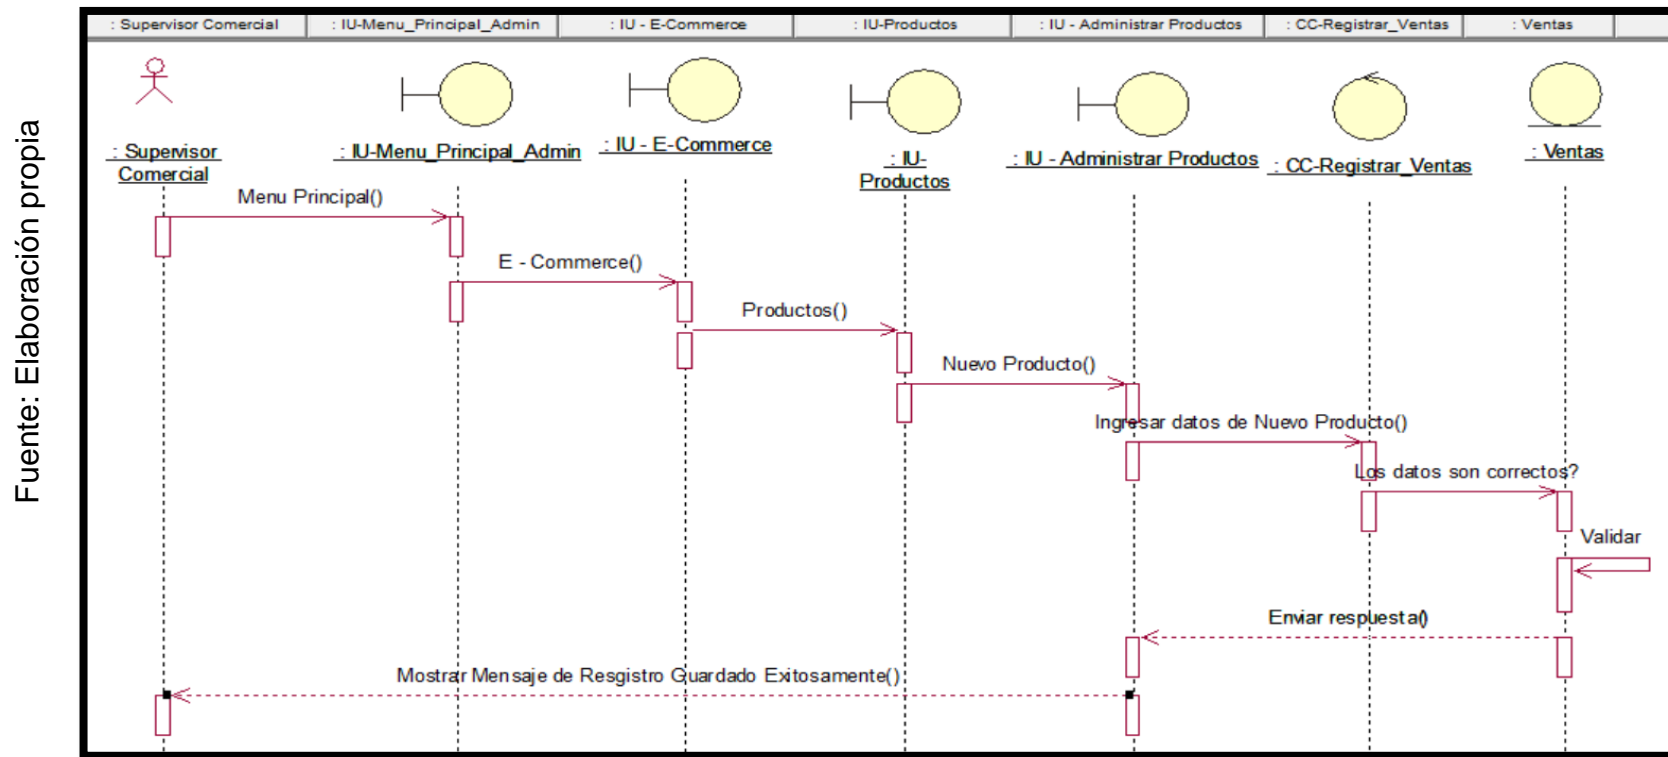 : Supervisor Comercial
: IU-Menu_Principal_Admin
: IU - E-Commerce
: IU-Productos
: IU - Administrar Productos
: CC-Registrar_Ventas
: Ventas
: Supervisor
Comercial
: IU-Menu_Principal_Admin
: IU - E-Commerce
: IU-
Productos
: IU - Administrar Productos
: CC-Registrar_Ventas
: Ventas
Menu Principal()
E - Commerce()
Productos()
Nuevo Producto()
Ingresar datos de Nuevo Producto()
Los datos son correctos?
Validar
Enviar respuesta()
Mostrar Mensaje de Resgistro Guardado Exitosamente()
Fuente: Elaboración propia